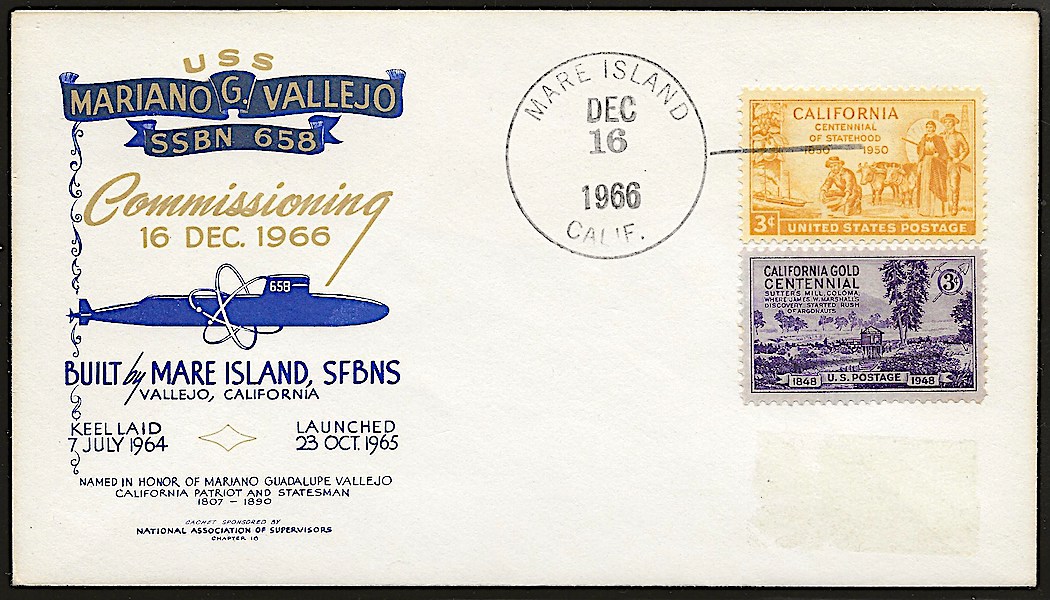 USS
MARIANO G. VALLEJO
SSBN 658
Commissioning
16 DEC. 1966
658
BUILT by MARE ISLAND, SFBNS
VALLEJO, CALIFORNIA
KEEL LAID
7 JULY 1964
LAUNCHED
23 OCT. 1965
NAMED IN HONOR OF MARIANO GUADALUPE VALLEJO
CALIFORNIA PATRIOT AND STATESMAN
1807 - 1890
CACHET SPONSORED BY
NATIONAL ASSOCIATION OF SUPERVISORS
CHAPTER 16
MARE ISLAND
DEC
16
1966
CALIF.
CALIFORNIA
CENTENNIAL
OF STATEHOOD
1850 1950
3¢ UNITED STATES POSTAGE
CALIFORNIA GOLD
CENTENNIAL
3¢
SUTTER'S MILL, COLOMA,
WHERE JAMES W. MARSHALL'S
DISCOVERY STARTED RUSH
OF ARGONAUTS
1848 U.S. POSTAGE 1948